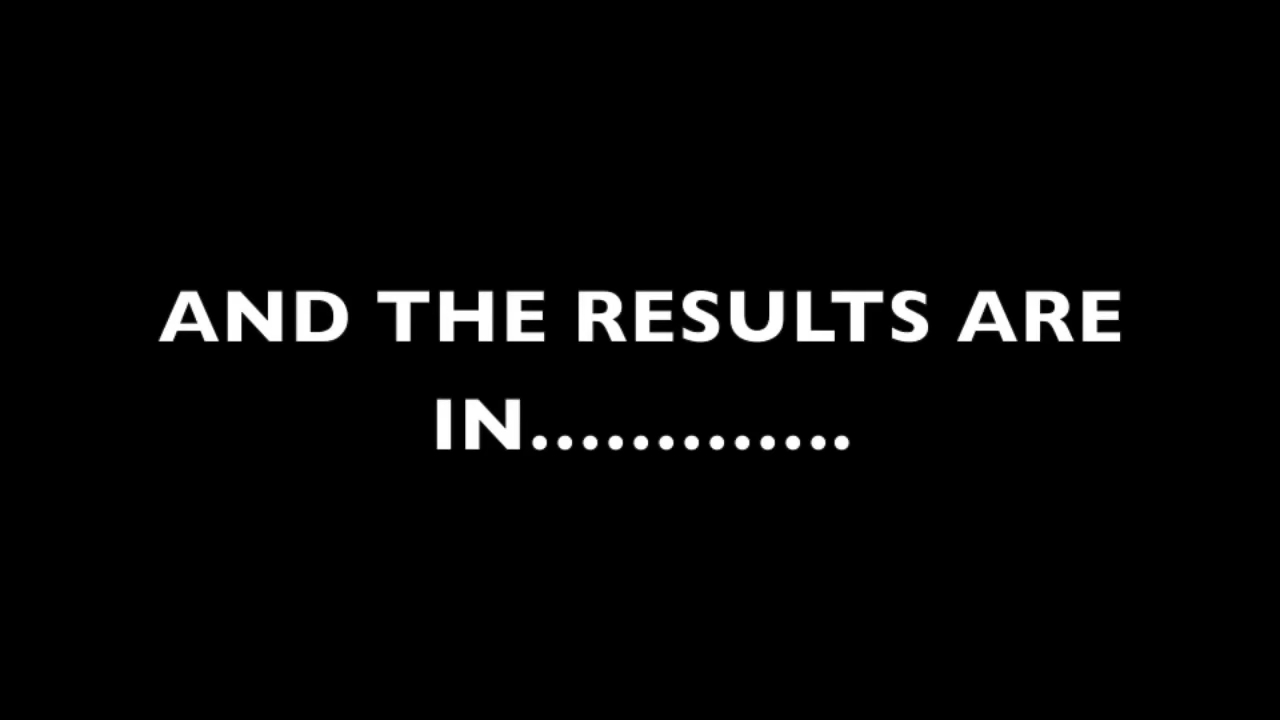 AND THE RESULTS ARE
IN.............